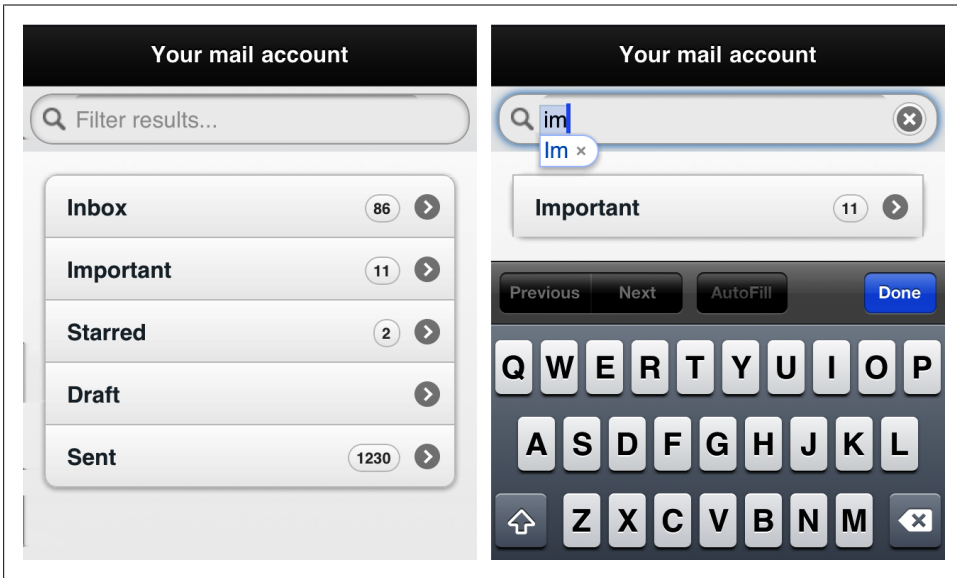 Your mail account
Filter results...
Inbox 86
Important 11
Starred 2
Draft
Sent 1230
Your mail account
im
Im ×
Important 11
Previous Next AutoFill Done
Q W E R T Y U I O P
A S D F G H J K L
Z X C V B N M